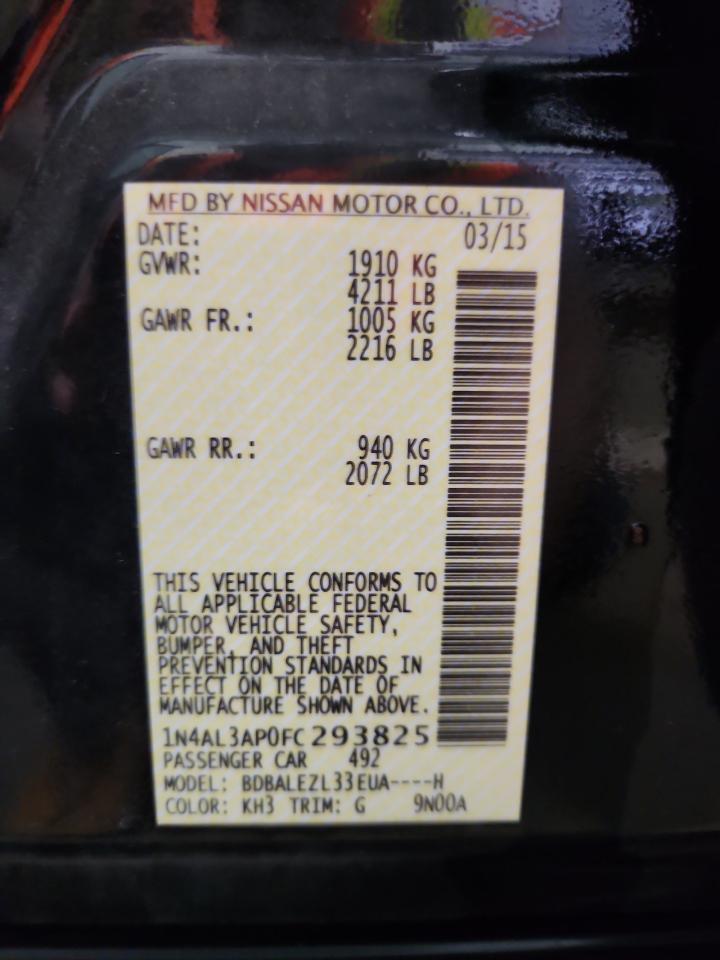 MFD BY NISSAN MOTOR CO., LTD.
DATE: 03/15
GVWR: 1910 KG
4211 LB
GAWR FR.: 1005 KG
2216 LB
GAWR RR.: 940 KG
2072 LB
THIS VEHICLE CONFORMS TO
ALL APPLICABLE FEDERAL
MOTOR VEHICLE SAFETY,
BUMPER, AND THEFT
PREVENTION STANDARDS IN
EFFECT ON THE DATE OF
MANUFACTURE SHOWN ABOVE.
1N4AL3AP0FC293825
PASSENGER CAR 492
MODEL: BDBALEZL33EUA----H
COLOR: KH3 TRIM: G 9N00A